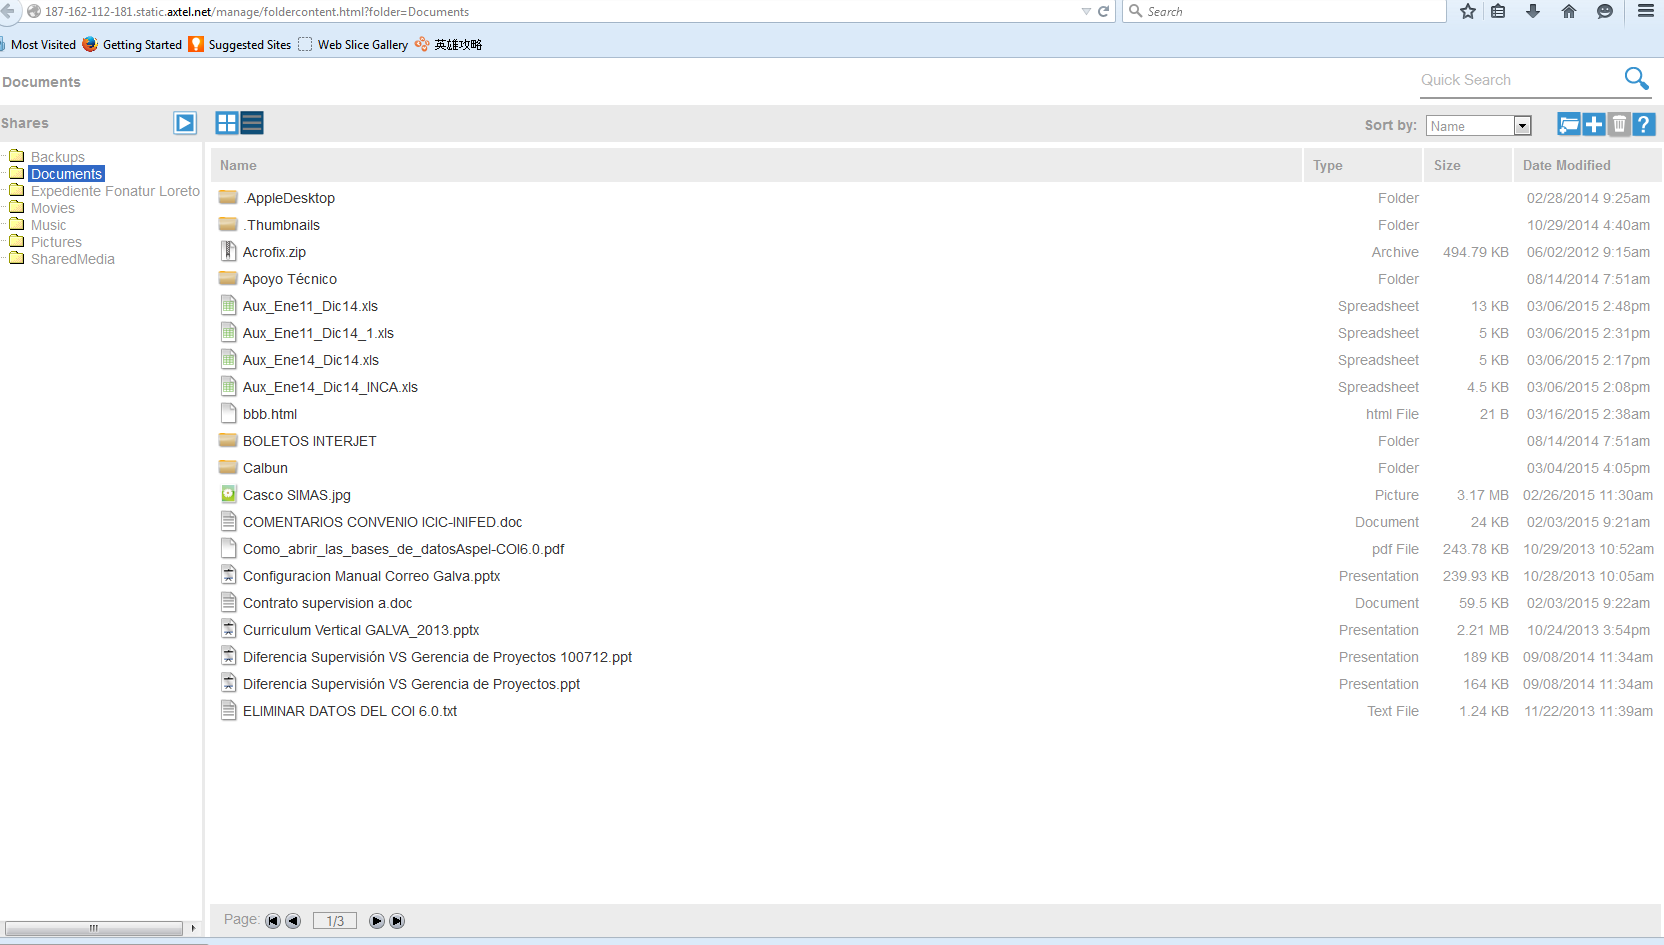 187-162-112-181.static.axtel.net/manage/foldercontent.html?folder=Documents
Search
Most Visited Getting Started Suggested Sites Web Slice Gallery 英雄攻略
Documents
Quick Search
Shares
Sort by: Name
Backups
Documents
Expediente Fonatur Loreto
Movies
Music
Pictures
SharedMedia
Name Type Size Date Modified
.AppleDesktop Folder 02/28/2014 9:25am
.Thumbnails Folder 10/29/2014 4:40am
Acrofix.zip Archive 494.79 KB 06/02/2012 9:15am
Apoyo Técnico Folder 08/14/2014 7:51am
Aux_Ene11_Dic14.xls Spreadsheet 13 KB 03/06/2015 2:48pm
Aux_Ene11_Dic14_1.xls Spreadsheet 5 KB 03/06/2015 2:31pm
Aux_Ene14_Dic14.xls Spreadsheet 5 KB 03/06/2015 2:17pm
Aux_Ene14_Dic14_INCA.xls Spreadsheet 4.5 KB 03/06/2015 2:08pm
bbb.html html File 21 B 03/16/2015 2:38am
BOLETOS INTERJET Folder 08/14/2014 7:51am
Calbun Folder 03/04/2015 4:05pm
Casco SIMAS.jpg Picture 3.17 MB 02/26/2015 11:30am
COMENTARIOS CONVENIO ICIC-INIFED.doc Document 24 KB 02/03/2015 9:21am
Como_abrir_las_bases_de_datosAspel-COI6.0.pdf pdf File 243.78 KB 10/29/2013 10:52am
Configuracion Manual Correo Galva.pptx Presentation 239.93 KB 10/28/2013 10:05am
Contrato supervision a.doc Document 59.5 KB 02/03/2015 9:22am
Curriculum Vertical GALVA_2013.pptx Presentation 2.21 MB 10/24/2013 3:54pm
Diferencia Supervisión VS Gerencia de Proyectos 100712.ppt Presentation 189 KB 09/08/2014 11:34am
Diferencia Supervisión VS Gerencia de Proyectos.ppt Presentation 164 KB 09/08/2014 11:34am
ELIMINAR DATOS DEL COI 6.0.txt Text File 1.24 KB 11/22/2013 11:39am
Page: 1/3